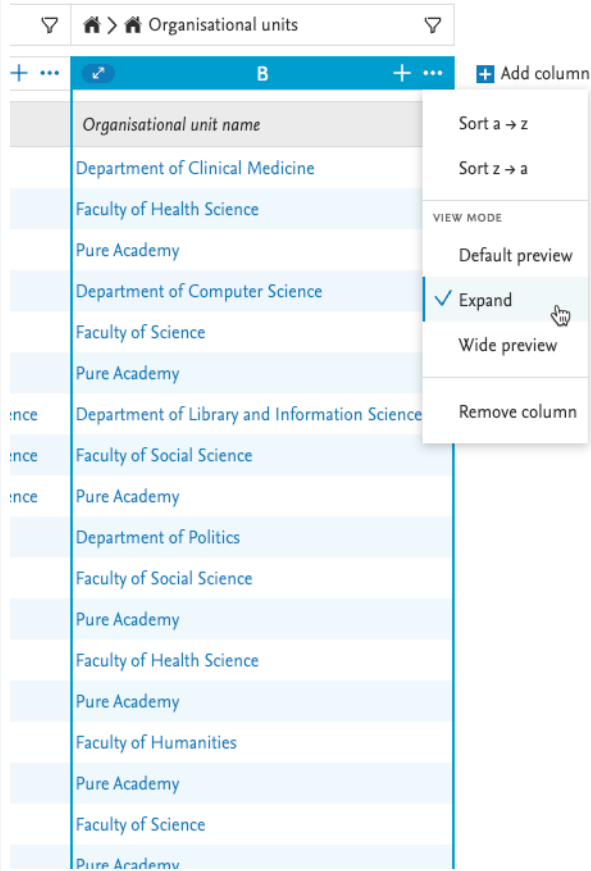 Organisational units
B
Add column
Organisational unit name
Sort a → z
Department of Clinical Medicine
Sort z → a
Faculty of Health Science
VIEW MODE
Pure Academy
Default preview
Department of Computer Science
Expand
Faculty of Science
Wide preview
Pure Academy
ence Department of Library and Information Science
Remove column
ence Faculty of Social Science
ence Pure Academy
Department of Politics
Faculty of Social Science
Pure Academy
Faculty of Health Science
Pure Academy
Faculty of Humanities
Pure Academy
Faculty of Science
Pure Academy